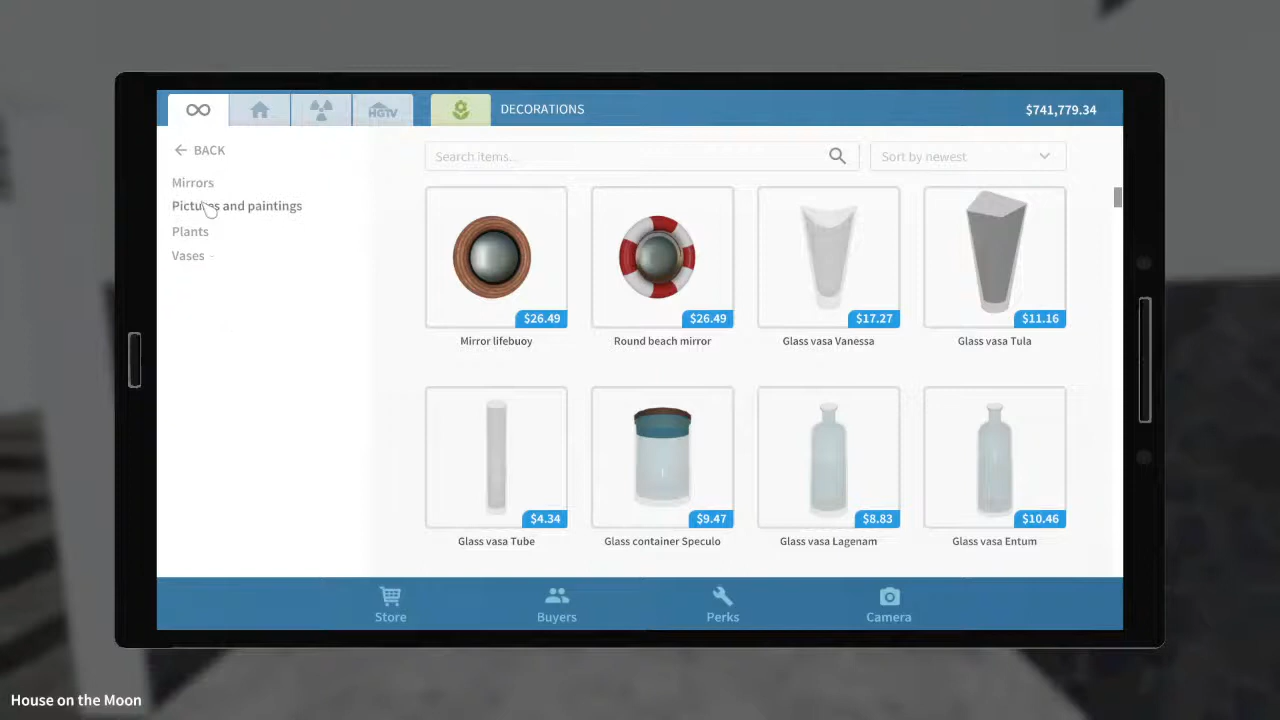 HGTV
DECORATIONS
$741,779.34
BACK
Search items...
Sort by newest
Mirrors
Pictures and paintings
Plants
Vases
$26.49
$26.49
$17.27
$11.16
Mirror lifebuoy
Round beach mirror
Glass vasa Vanessa
Glass vasa Tula
$4.34
$9.47
$8.83
$10.46
Glass vasa Tube
Glass container Speculo
Glass vasa Lagenam
Glass vasa Entum
Store
Buyers
Perks
Camera
House on the Moon